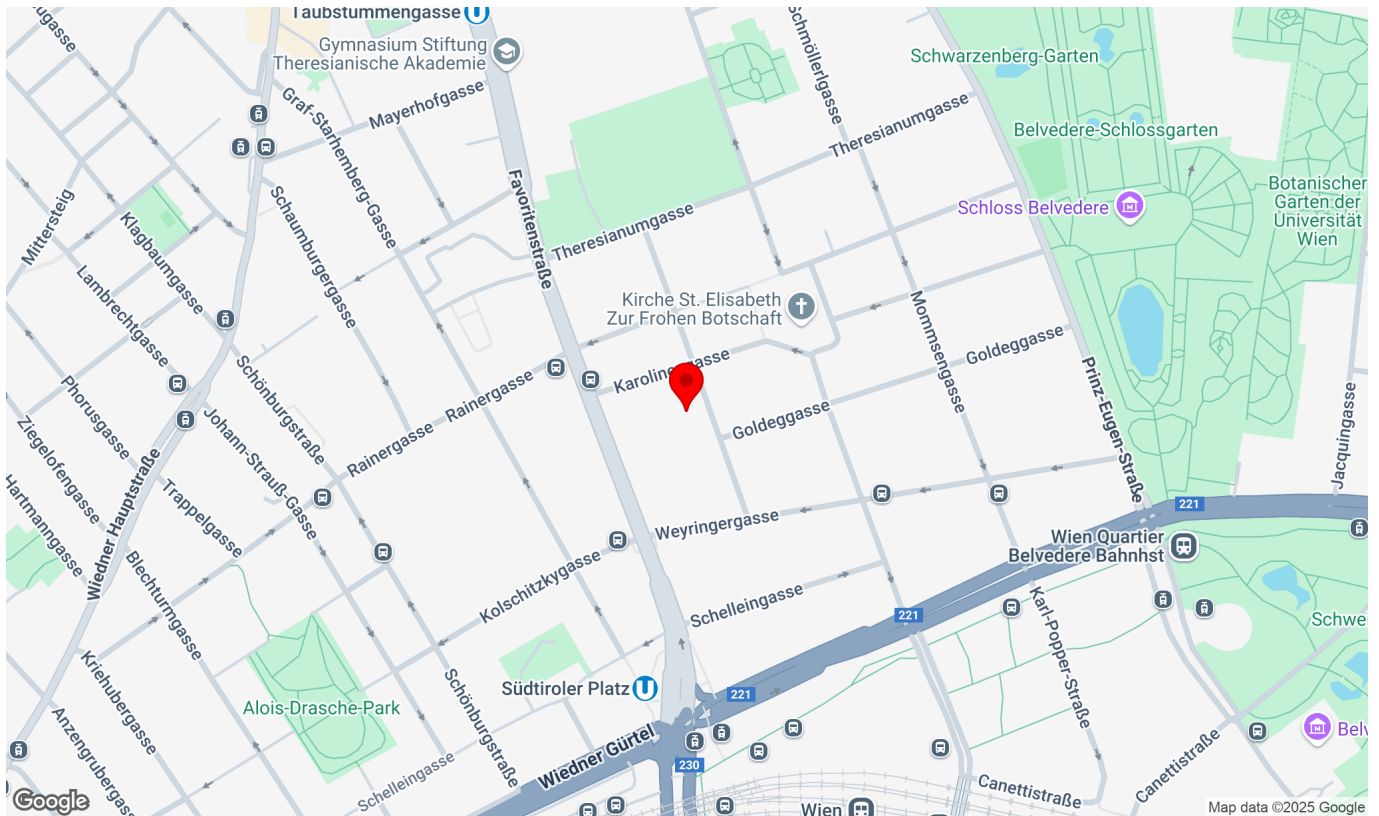 Taubstummengasse
Gymnasium Stiftung
Theresianische Akademie
Schwarzenberg-Garten
Belvedere-Schlossgarten
Botanischer
Garten der
Universität
Wien
Schloss Belvedere
Mayerhofgasse
Graf-Starhemberg-Gasse
Favoritenstraße
Schmöllerlgasse
Theresianumgasse
Theresianumgasse
Mittersteig
Klagbaumgasse
Schaumburgergasse
Lambrechtgasse
Kirche St. Elisabeth
Zur Frohen Botschaft
Mommsengasse
Goldeggasse
Goldeggasse
Prinz-Eugen-Straße
Jacquingasse
Rainergasse
Rainergasse
Schönburgstraße
Phorusgasse
Johann-Strauß-Gasse
Ziegelofengasse
Hartmanngasse
Wiedner Hauptstraße
Trappelgasse
Blechturmgasse
Weyringergasse
Kolschitzkygasse
221
Wien Quartier
Belvedere Bahnhst
Schelleingasse
221
Karl-Popper-Straße
Südtiroler Platz
221
Alois-Drasche-Park
Kriehubergasse
Schönburgstraße
Wiedner Gürtel
230
Schelleingasse
Canettistraße
Canettistraße
Wien
Google
Map data ©2025 Google